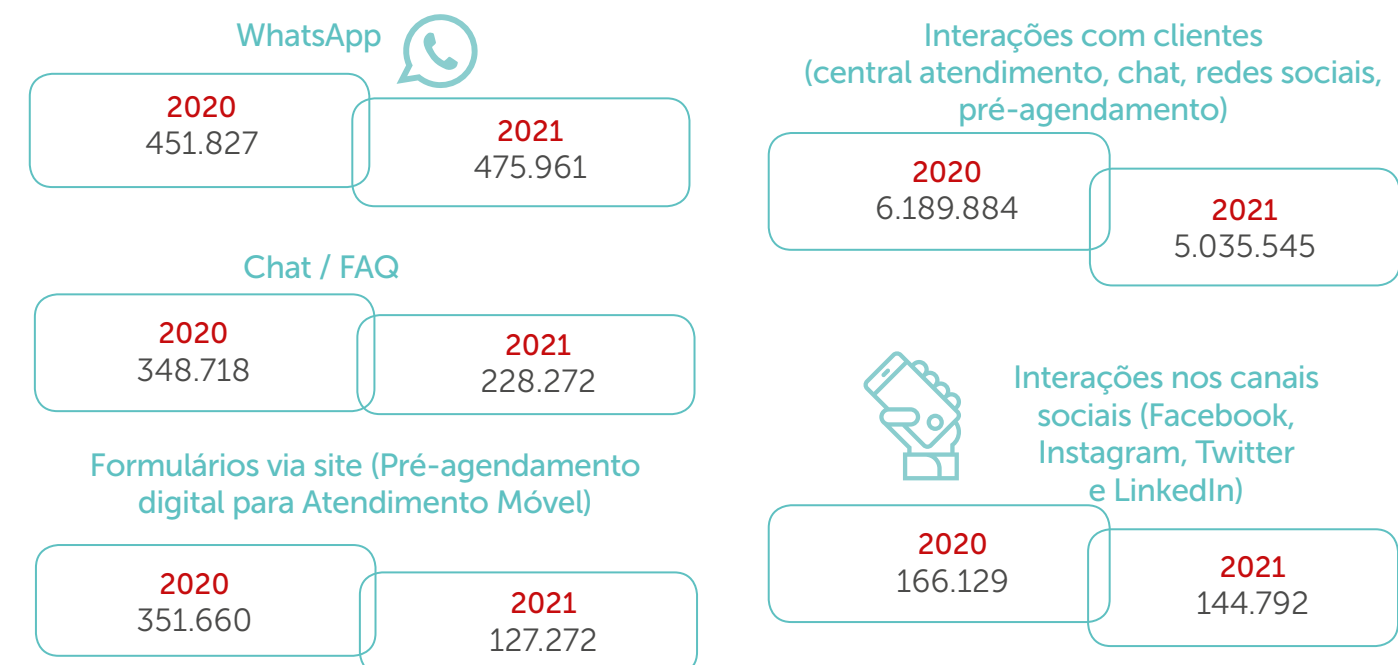 WhatsApp
2020
451.827
2021
475.961
Chat / FAQ
2020
348.718
2021
228.272
Formulários via site (Pré-agendamento
digital para Atendimento Móvel)
2020
351.660
2021
127.272
Interações com clientes
(central atendimento, chat, redes sociais,
pré-agendamento)
2020
6.189.884
2021
5.035.545
Interações nos canais
sociais (Facebook,
Instagram, Twitter
e LinkedIn)
2020
166.129
2021
144.792